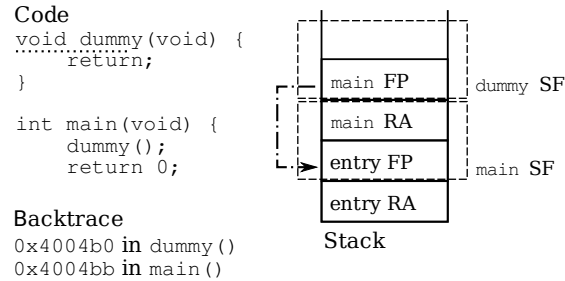 Code
void dummy(void) {
return;
}
int main(void) {
dummy();
return 0;
Backtrace
0x4004b0 in dummy()
0x4004bb in main()
main FP
main RA
entry FP
entry RA
Stack
dummy SF
main SF